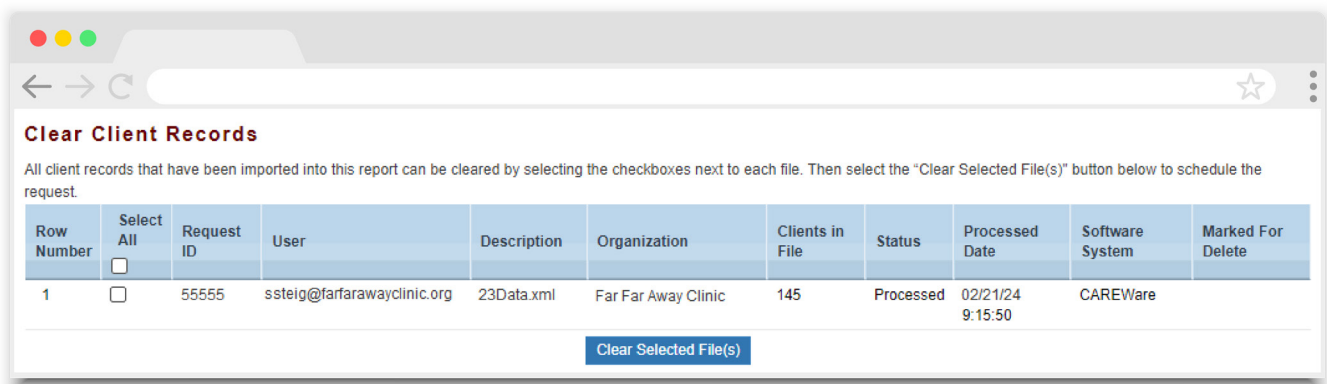 Clear Client Records
All client records that have been imported into this report can be cleared by selecting the checkboxes next to each file. Then select the “Clear Selected File(s)" button below to schedule the
request.
Row Number Select All Request ID User Description Organization Clients in File Status Processed Date Software System Marked For Delete
1 55555 ssteig@farfarawayclinic.org 23Data.xml Far Far Away Clinic 145 Processed 02/21/24 9:15:50 CAREWare
Clear Selected File(s)